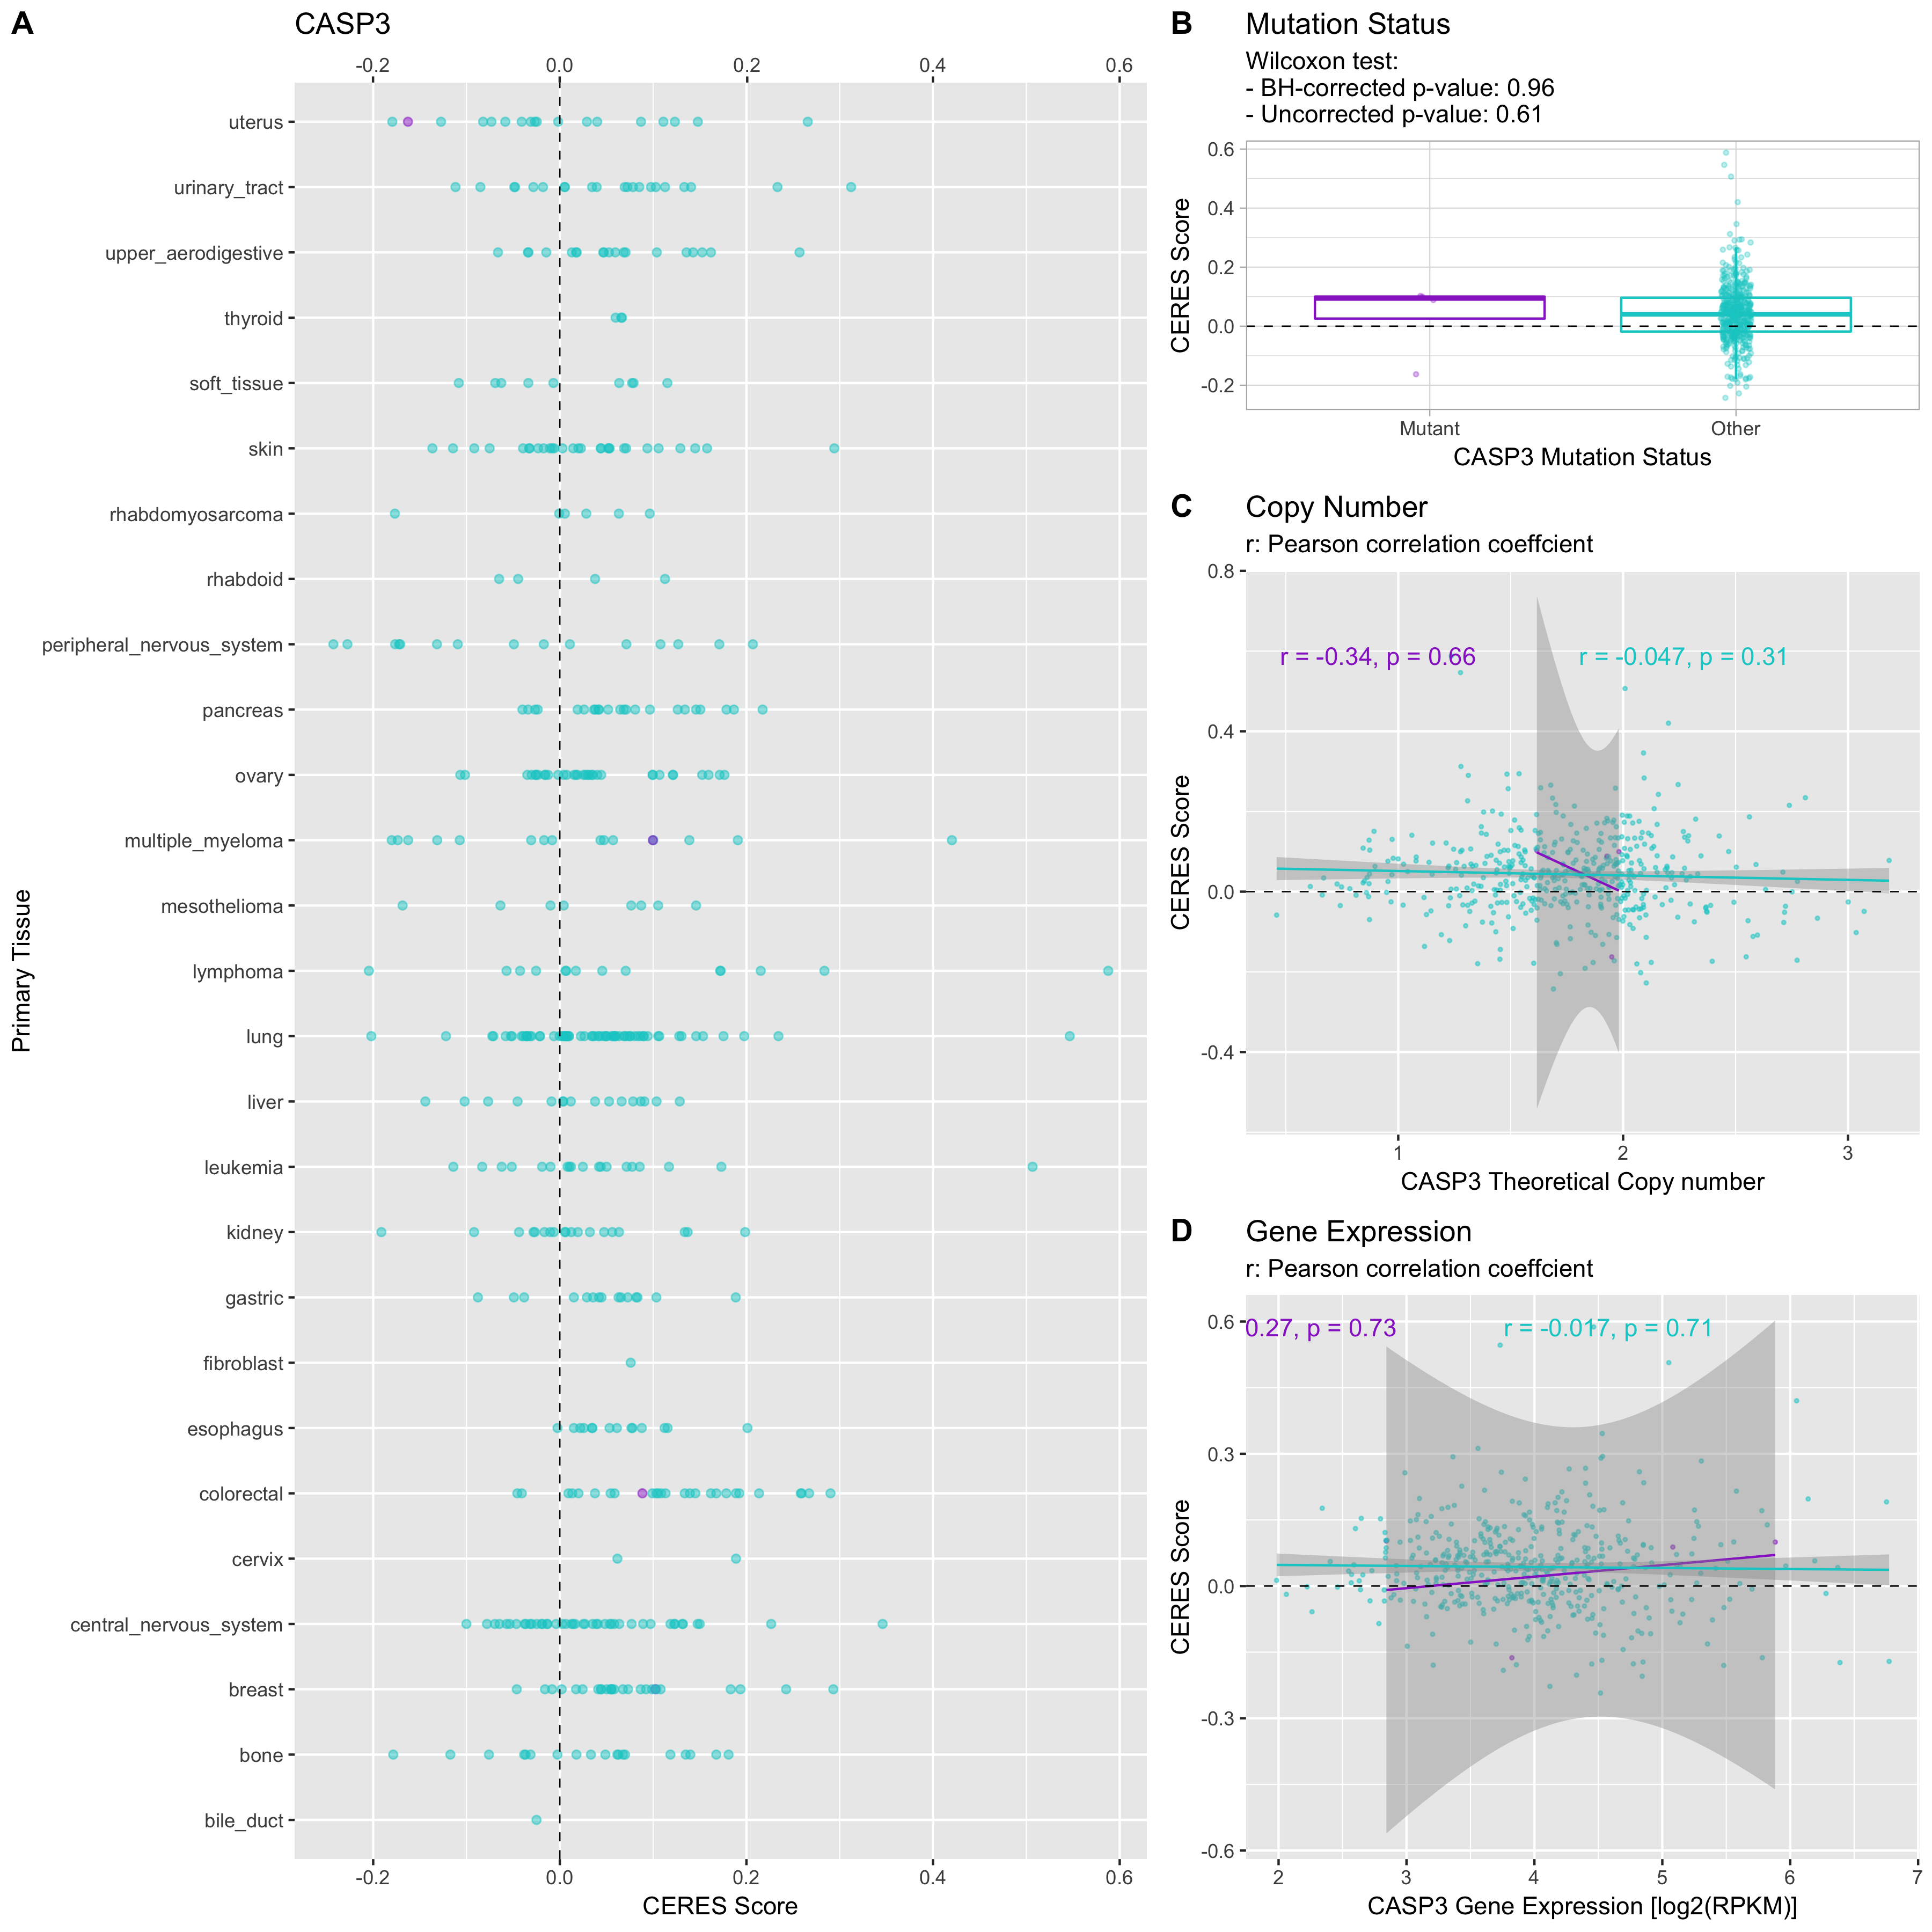 A
CASP3
-0.2 0.0 0.2 0.4 0.6
Primary Tissue
uterus
urinary_tract
upper_aerodigestive
thyroid
soft_tissue
skin
rhabdomyosarcoma
rhabdoid
peripheral_nervous_system
pancreas
ovary
multiple_myeloma
mesothelioma
lymphoma
lung
liver
leukemia
kidney
gastric
fibroblast
esophagus
colorectal
cervix
central_nervous_system
breast
bone
bile_duct
-0.2 0.0 0.2 0.4 0.6
CERES Score
B
Mutation Status
Wilcoxon test:
- BH-corrected p-value: 0.96
- Uncorrected p-value: 0.61
CERES Score
0.6
0.4
0.2
0.0
-0.2
Mutant Other
CASP3 Mutation Status
C
Copy Number
r: Pearson correlation coeffcient
CERES Score
0.8
0.4
0.0
-0.4
r = -0.34, p = 0.66 r = -0.047, p = 0.31
1 2 3
CASP3 Theoretical Copy number
D
Gene Expression
r: Pearson correlation coeffcient
CERES Score
0.6
0.3
0.0
-0.3
-0.6
0.27, p = 0.73 r = -0.017, p = 0.71
2 3 4 5 6 7
CASP3 Gene Expression [log2(RPKM)]